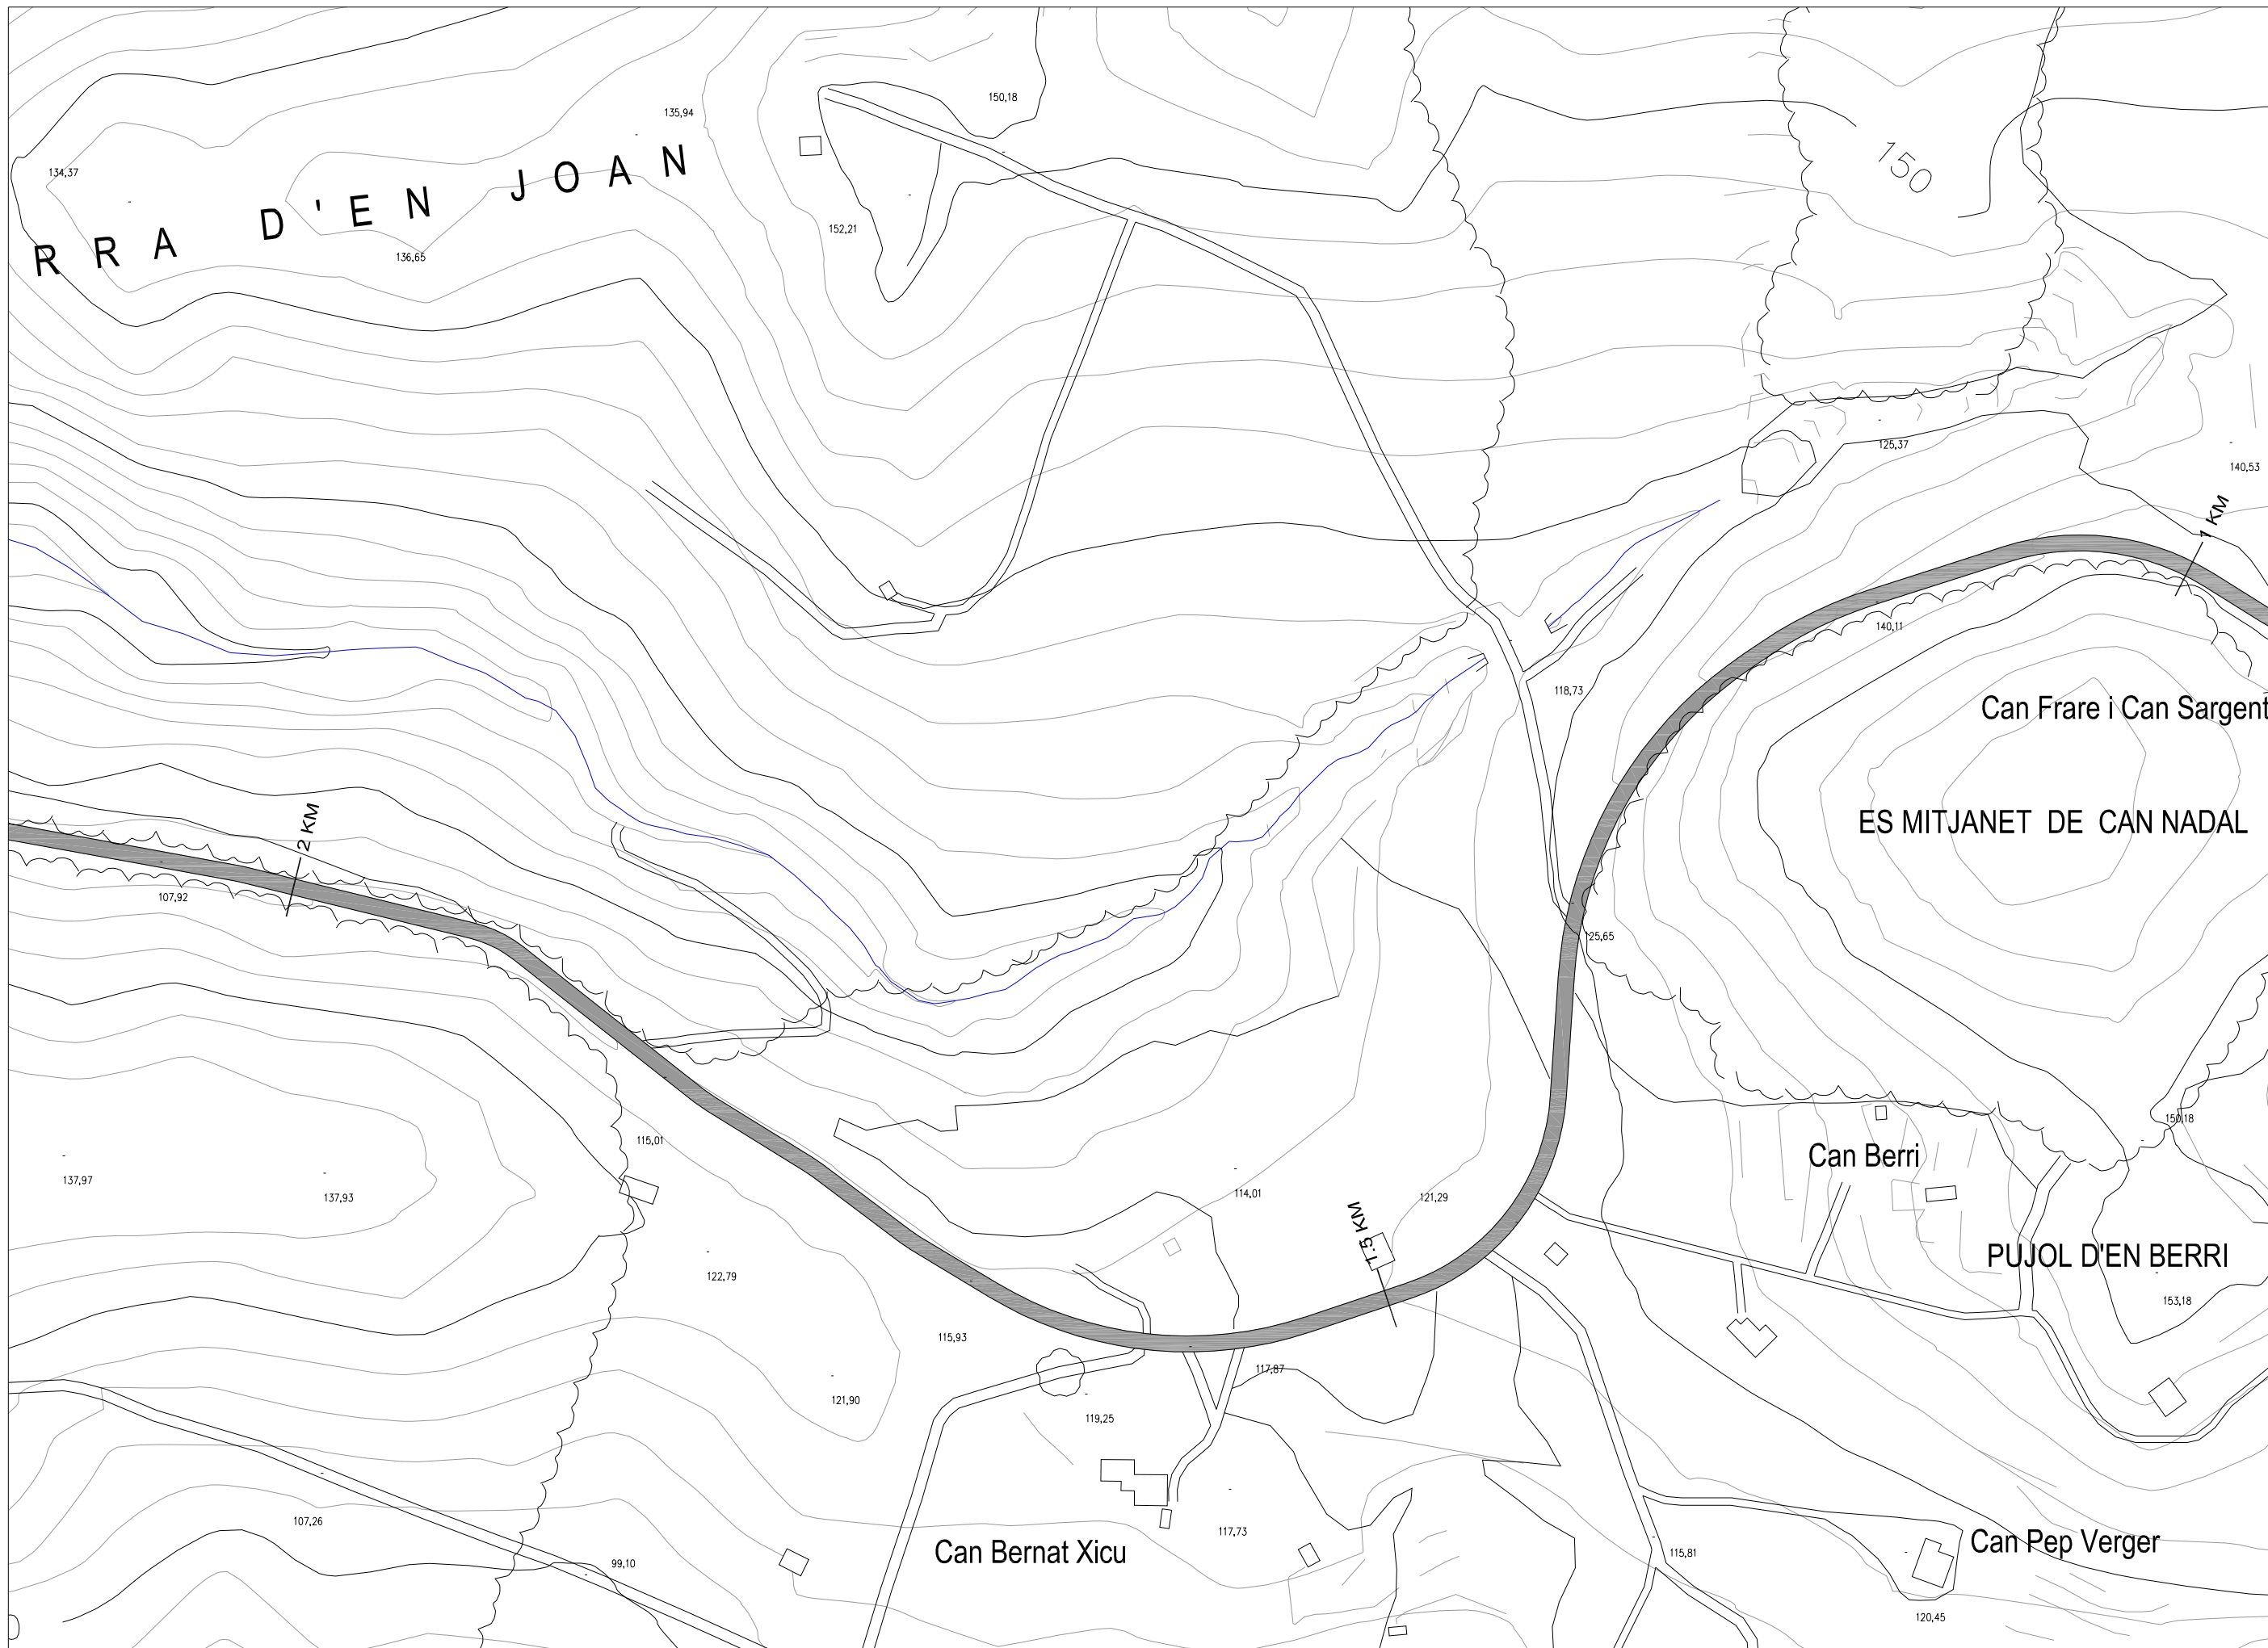 150,18
135,94
150
134,37
RRA D'EN JOAN
152,21
136,65
125,37
140,53
1 KM
140,11
118,73
Can Frare i Can Sargent
ES MITJANET DE CAN NADAL
2 KM
107,92
25,65
150,18
115,01
Can Berri
137,97
137,93
114,01
121,29
1.5 KM
PUJOL D'EN BERRI
122,79
153,18
115,93
117,87
121,90
119,25
107,26
117,73
Can Pep Verger
Can Bernat Xicu
115,81
99,10
120,45